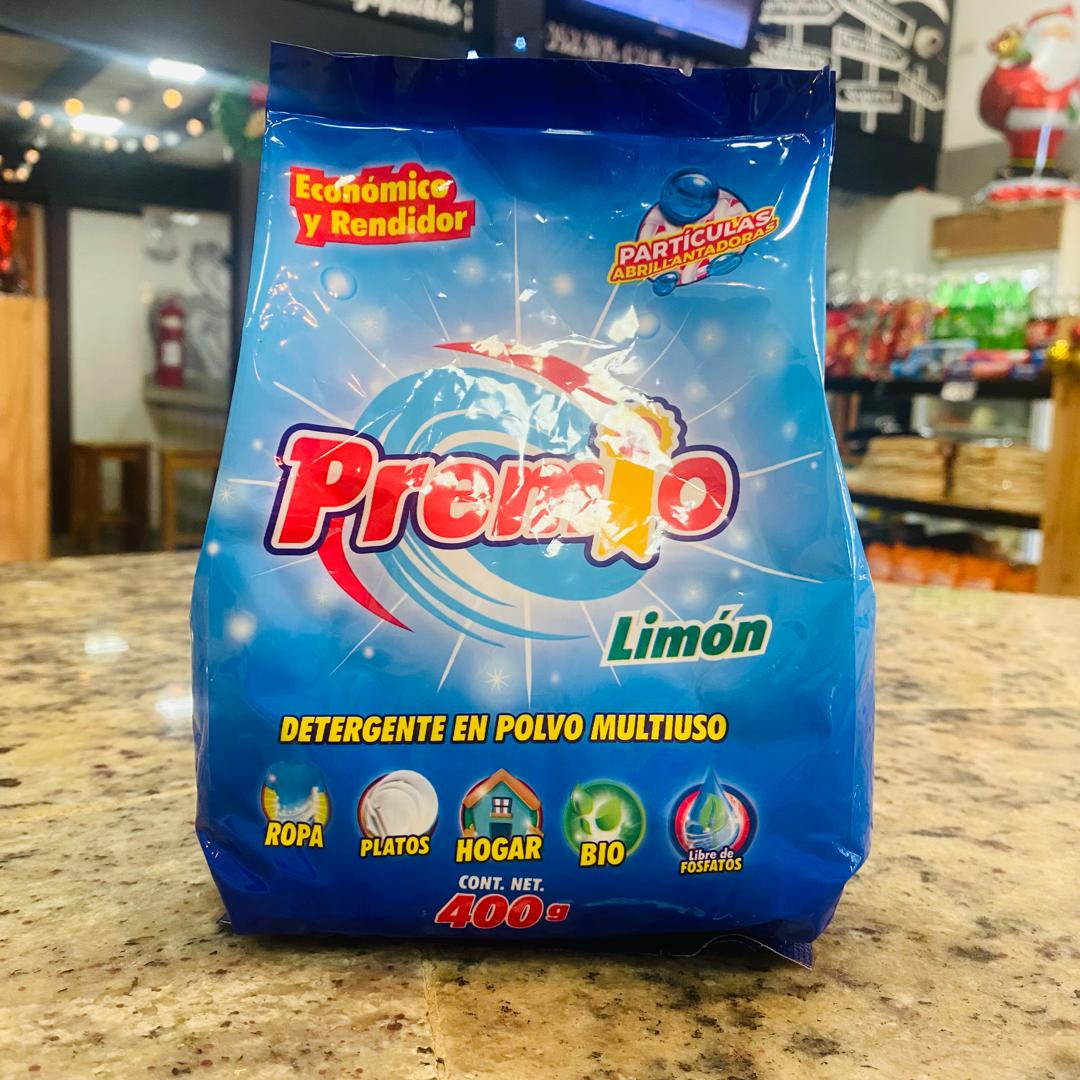 Económico
y Rendidor
PARTÍCULAS
ABRILLANTADORAS
Premio
Limón
DETERGENTE EN POLVO MULTIUSO
ROPA
PLATOS
HOGAR
BIO
Libre de
FOSFATOS
CONT. NET.
400g